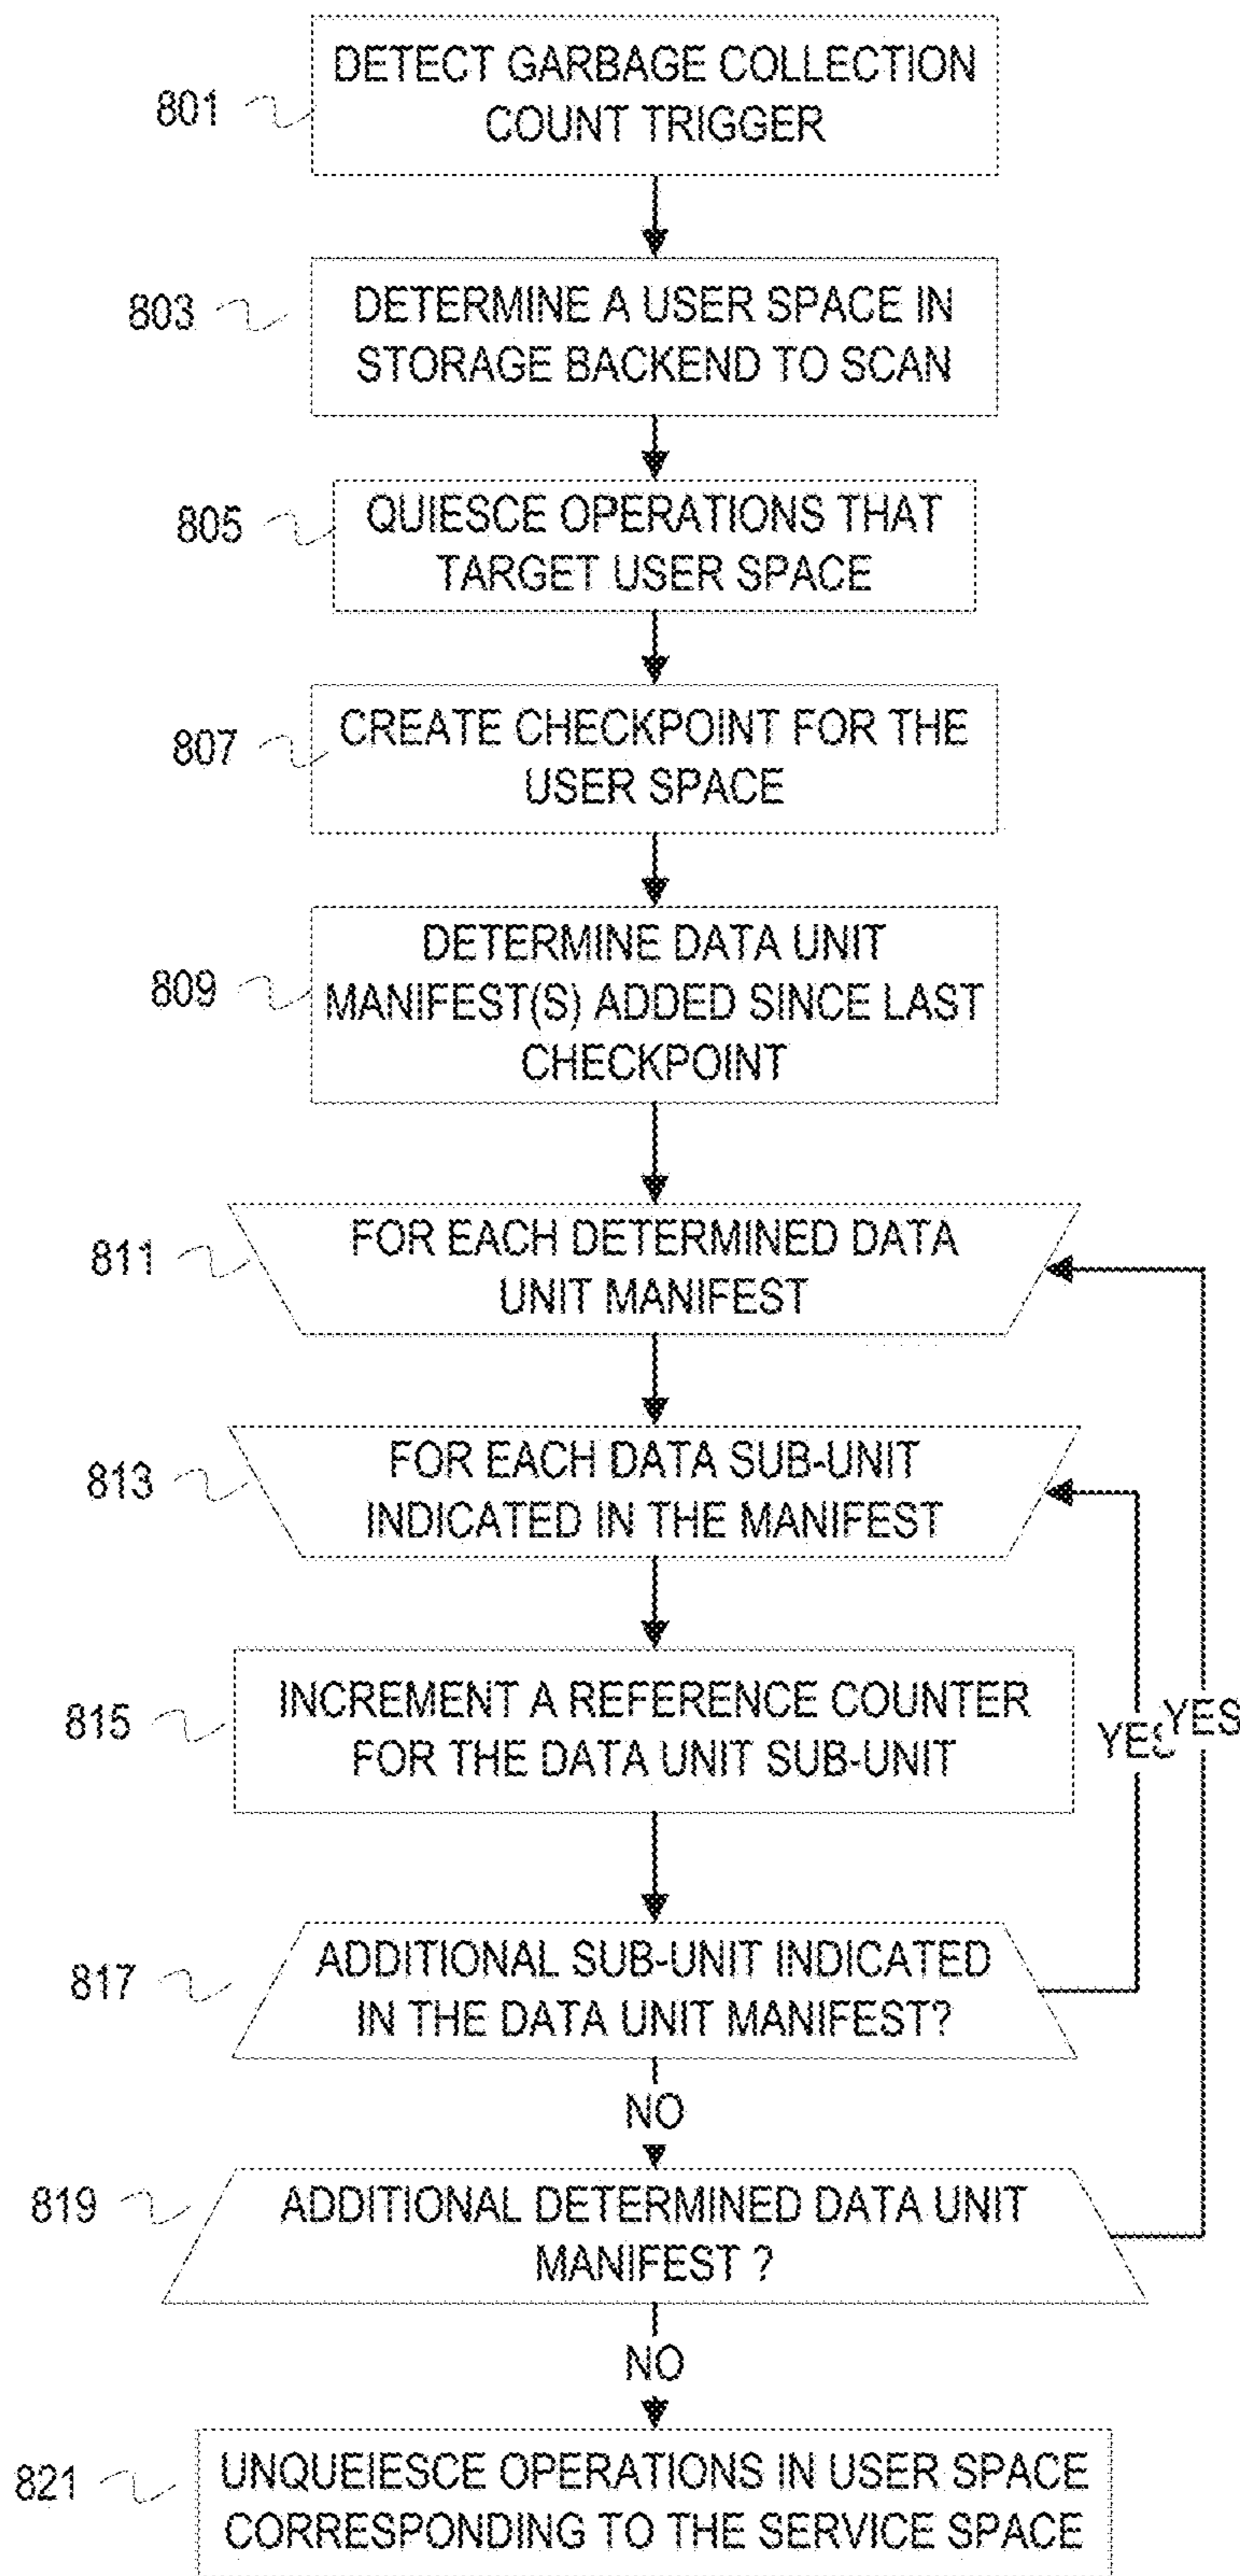 801
DETECT GARBAGE COLLECTION
COUNT TRIGGER
803
DETERMINE A USER SPACE IN
STORAGE BACKEND TO SCAN
805
QUIESCE OPERATIONS THAT
TARGET USER SPACE
807
CREATE CHECKPOINT FOR THE
USER SPACE
809
DETERMINE DATA UNIT
MANIFEST(S) ADDED SINCE LAST
CHECKPOINT
811
FOR EACH DETERMINED DATA
UNIT MANIFEST
813
FOR EACH DATA SUB-UNIT
INDICATED IN THE MANIFEST
815
INCREMENT A REFERENCE COUNTER
FOR THE DATA UNIT SUB-UNIT
YES
YES
817
ADDITIONAL SUB-UNIT INDICATED
IN THE DATA UNIT MANIFEST?
NO
819
ADDITIONAL DETERMINED DATA UNIT
MANIFEST ?
NO
821
UNQUEIESCE OPERATIONS IN USER SPACE
CORRESPONDING TO THE SERVICE SPACE